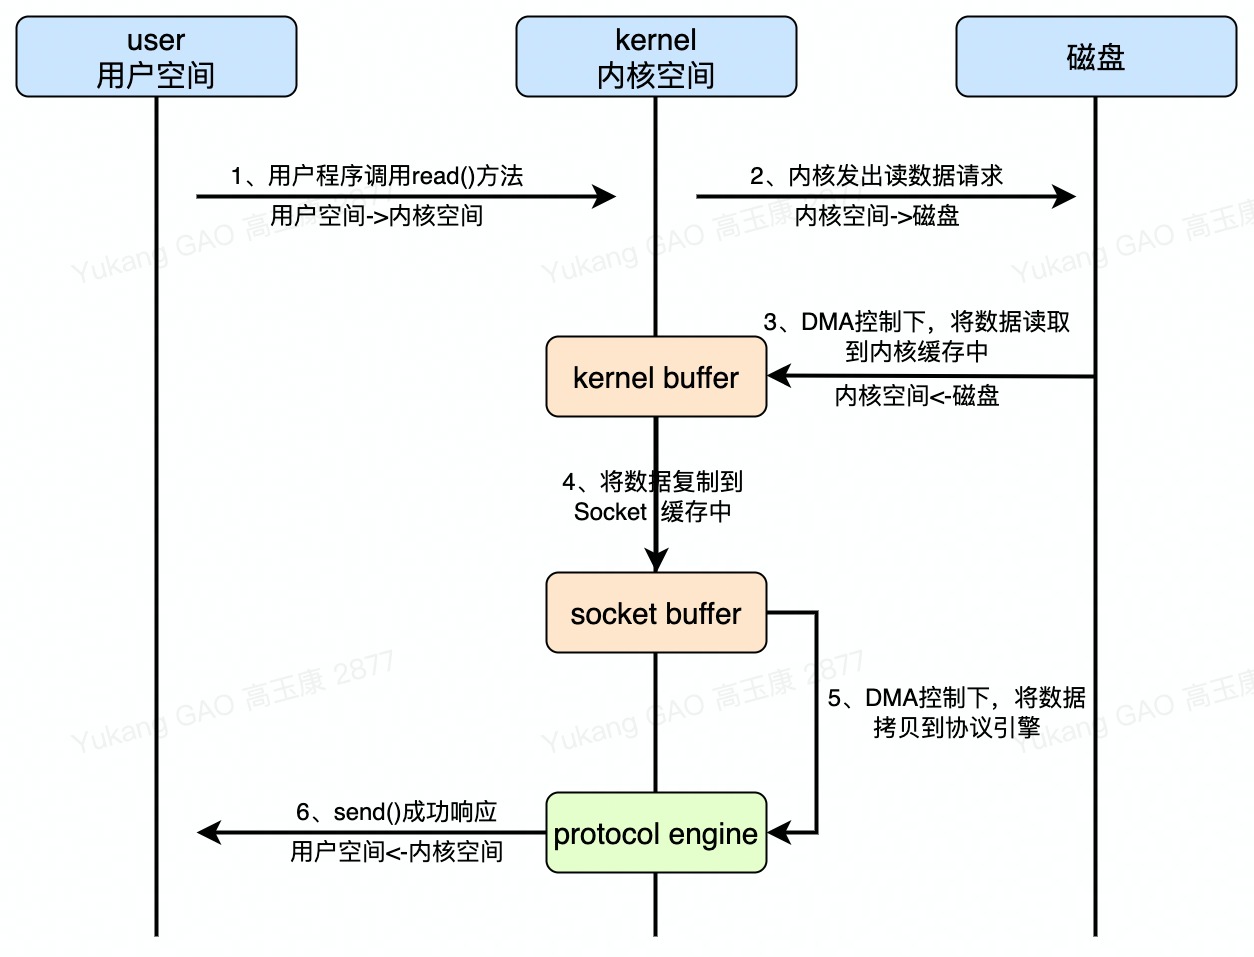 user
用户空间
kernel
内核空间
磁盘
1、用户程序调用read()方法
用户空间->内核空间
2、内核发出读数据请求
内核空间->磁盘
Yukang GAO 高玉康 2877
Yukang GAO 高玉康 2877
Yukang GAO 高玉康
3、DMA控制下，将数据读取
到内核缓存中
内核空间<-磁盘
kernel buffer
4、将数据复制到
Socket 缓存中
socket buffer
5、DMA控制下，将数据
拷贝到协议引擎
Yukang GAO 高玉康 2877
Yukang GAO 高玉康 2877
Yukang GAO 高玉康
6、send()成功响应
用户空间<-内核空间
protocol engine